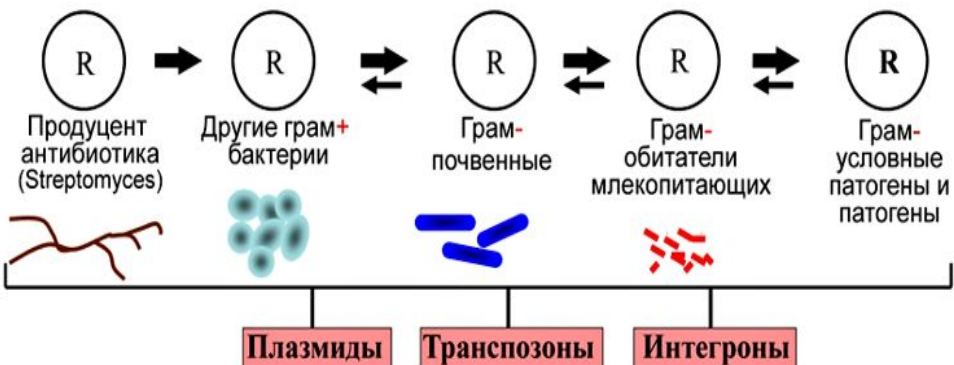 R
R
R
R
R
Продуцент
антибиотика
(Streptomyces)
Другие грам+
бактерии
Грам-
почвенные
Грам-
обитатели
млекопитающих
Грам-
условные
патогены и
патогены
Плазмиды
Транспозоны
Интегроны